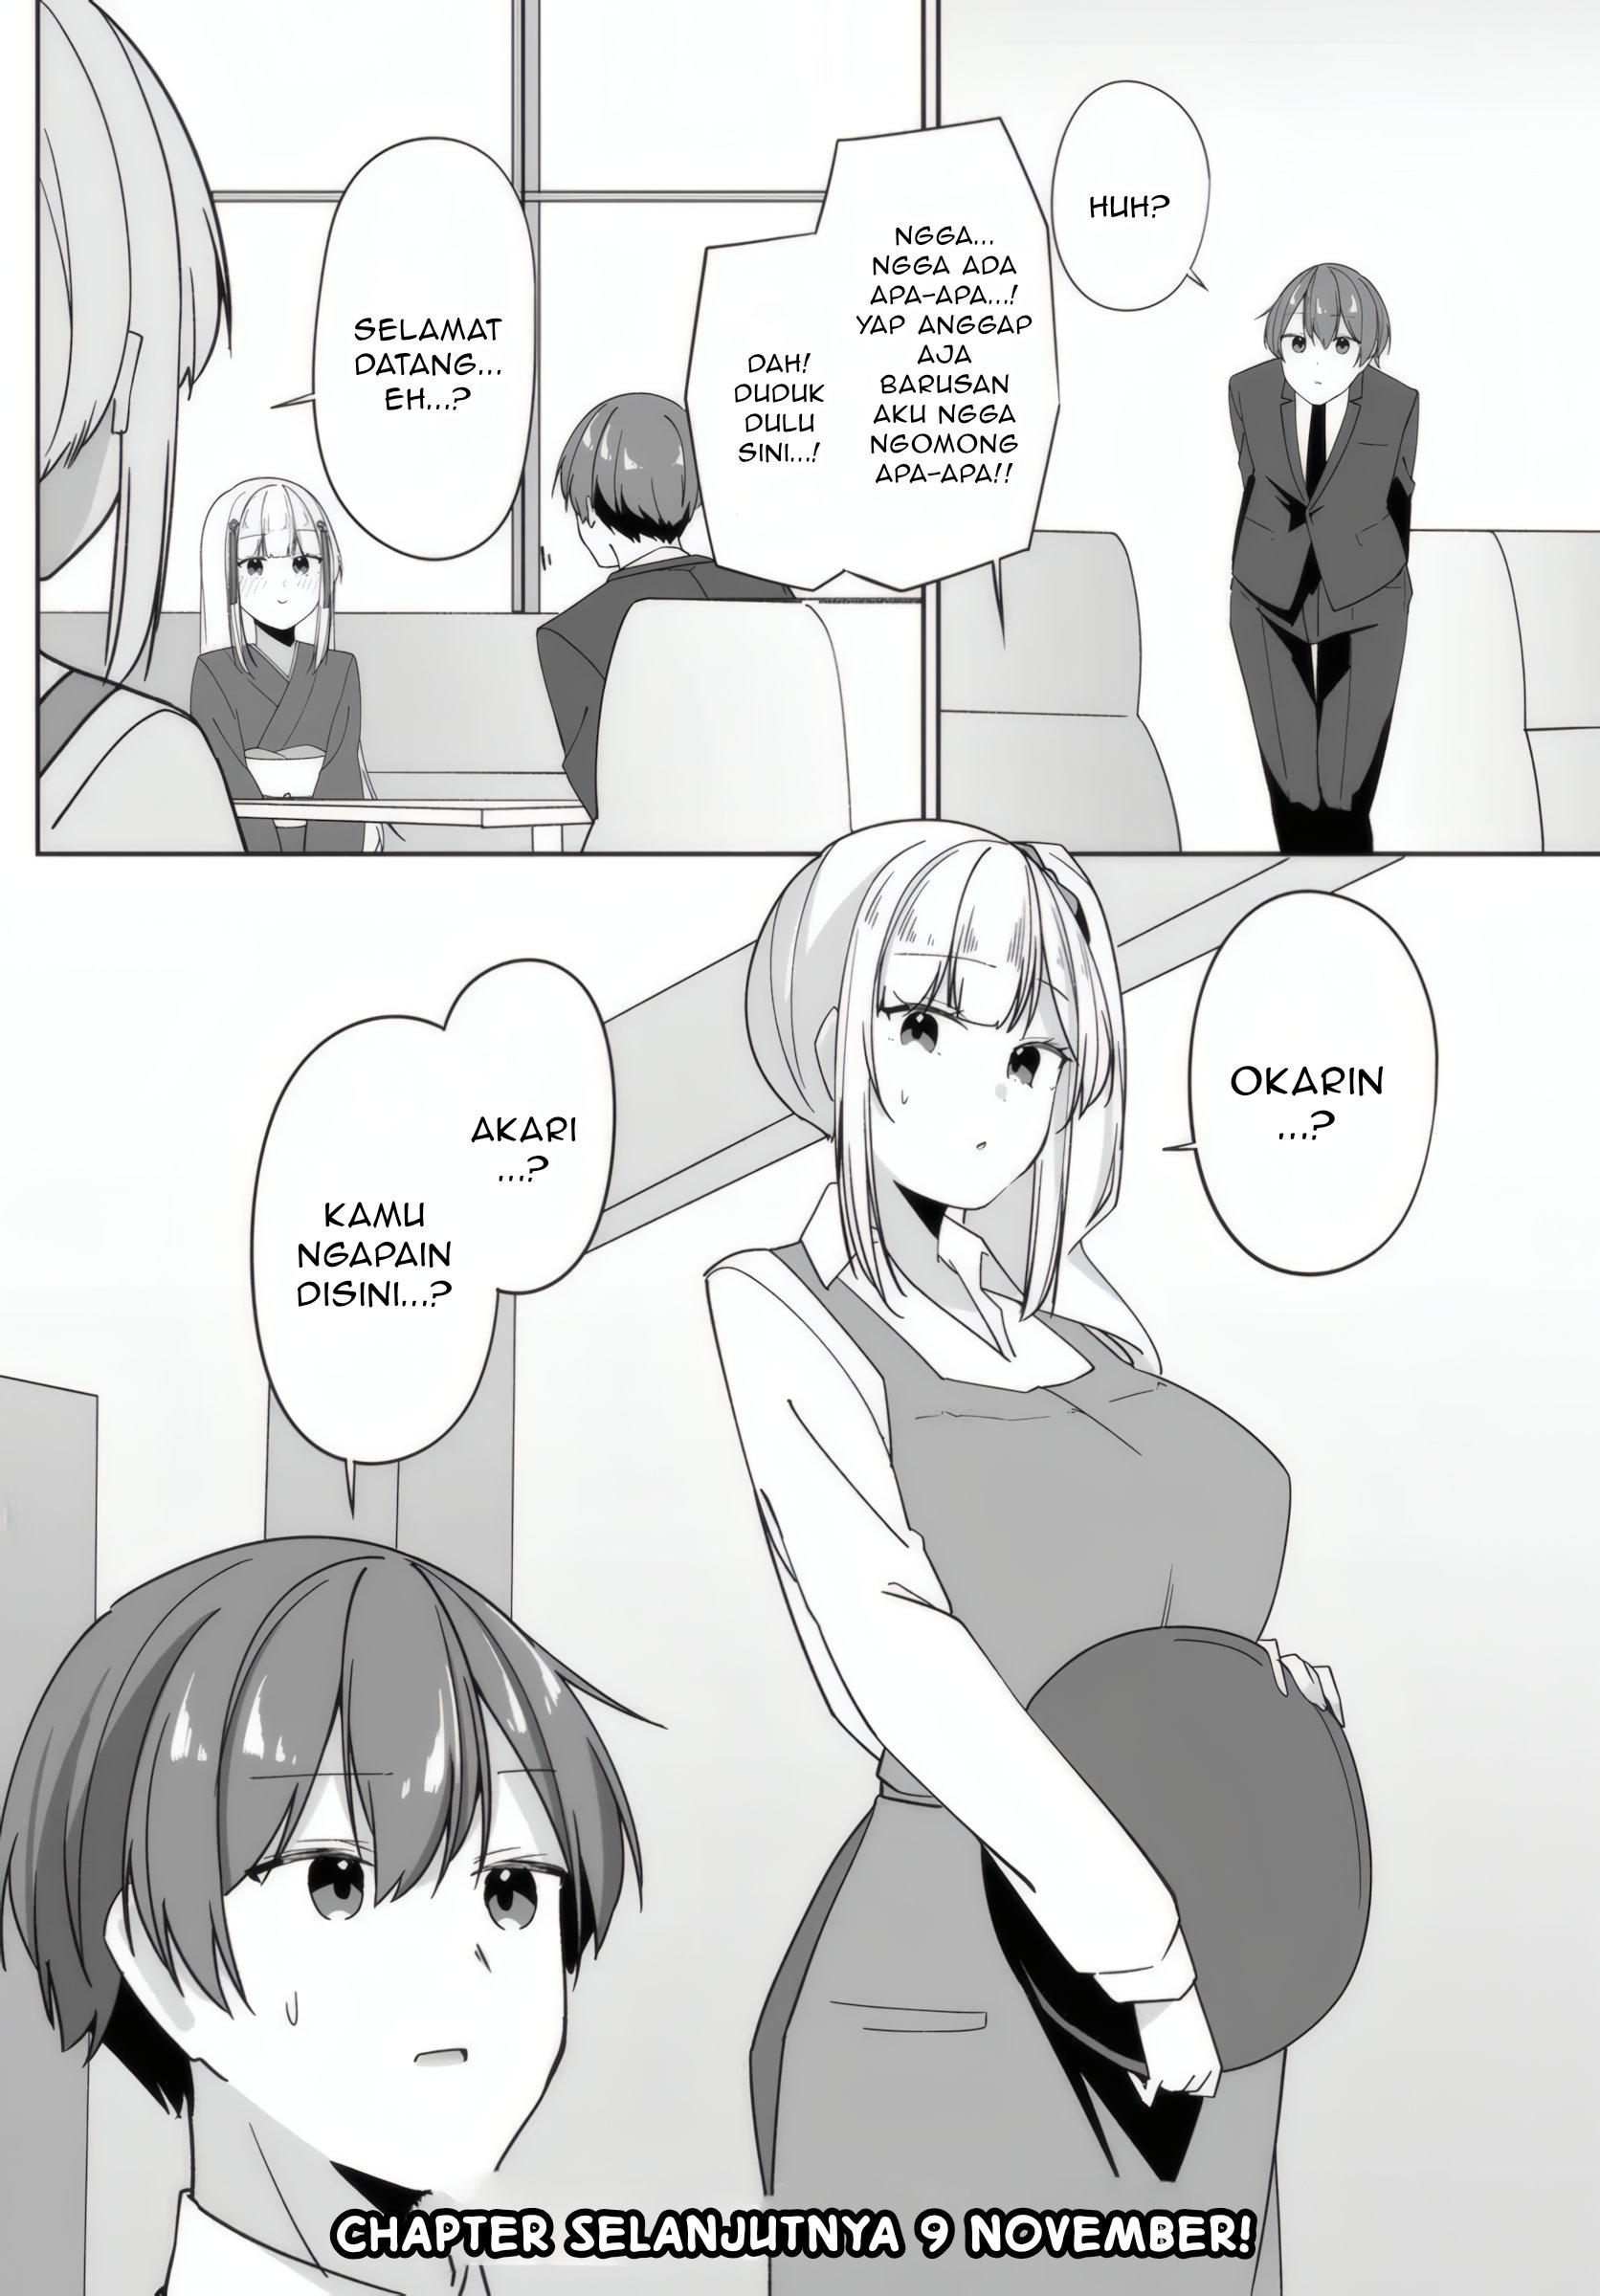 HUH?
NGGA...
NGGA ADA
APA-APA...!
YAP ANGGAP
AJA
BARUSAN
AKU NGGA
NGOMONG
APA-APA!!
DAH!
DUDUK
DULU
SINI...!
SELAMAT
DATANG...
EH...?
OKARIN
...?
AKARI
...?
KAMU
NGAPAIN
DISINI...?
CHAPTER SELANJUTNYA 9 NOVEMBER!